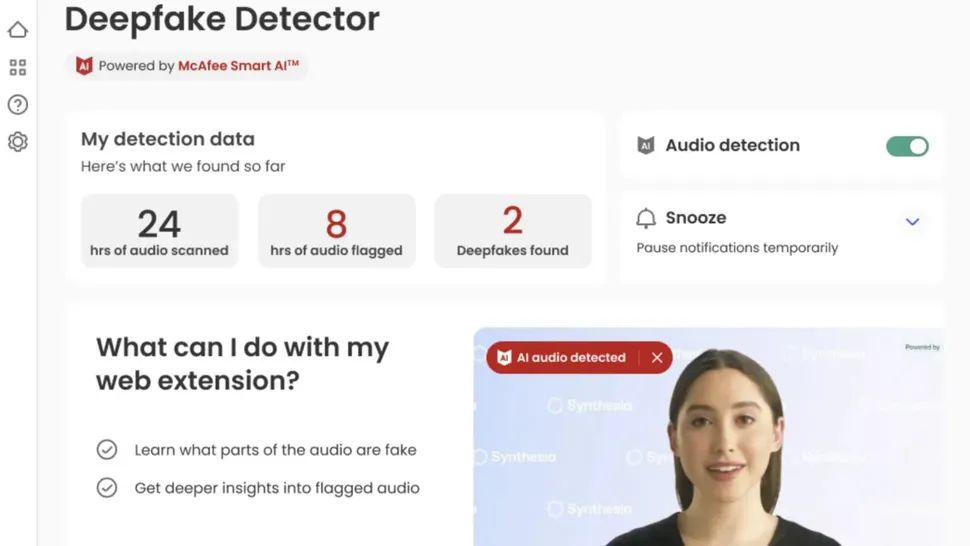 Deepfake Detector
AI Powered by McAfee Smart AI™
My detection data
Here's what we found so far
24
hrs of audio scanned
8
hrs of audio flagged
2
Deepfakes found
AI Audio detection
Snooze
Pause notifications temporarily
What can I do with my
web extension?
Learn what parts of the audio are fake
Get deeper insights into flagged audio
AI AI audio detected
Powered by
Synthesia
Synthesia
Synthesia